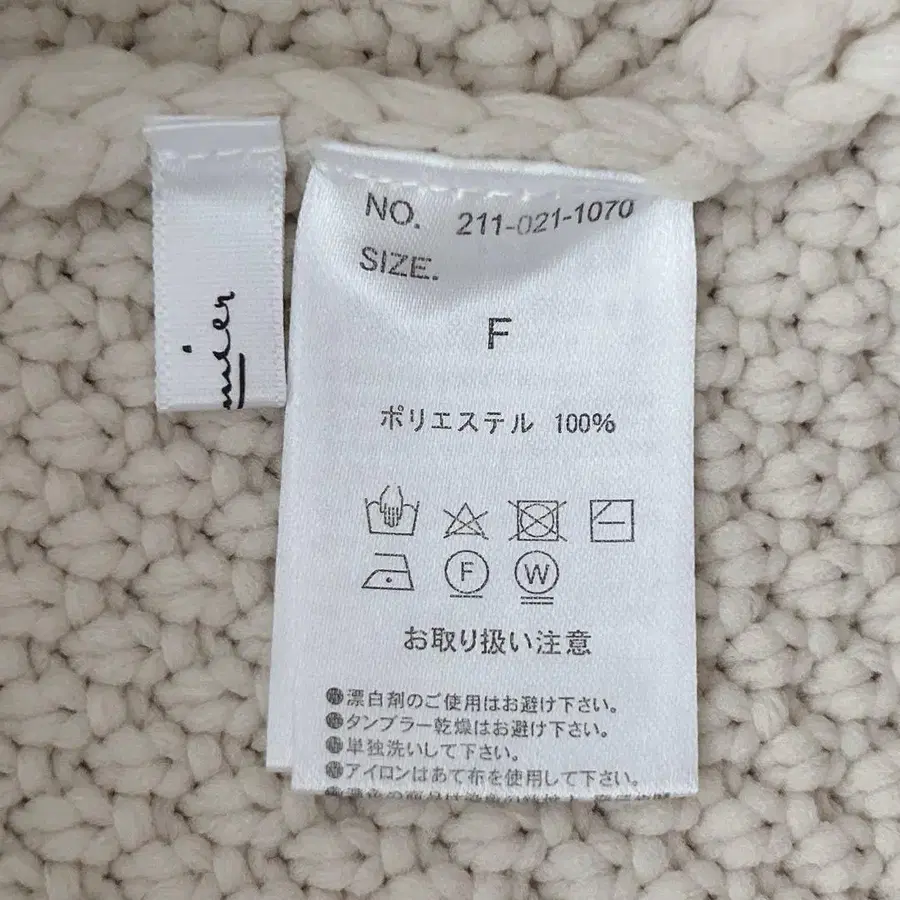 mier
NO. 211-021-1070
SIZE.
F
ポリエステル 100%
F W
お取り扱い注意
漂白剤のご使用はお避け下さい。
タンブラー乾燥はお避け下さい。
単独洗いして下さい。
アイロンはあて布を使用して下さい。